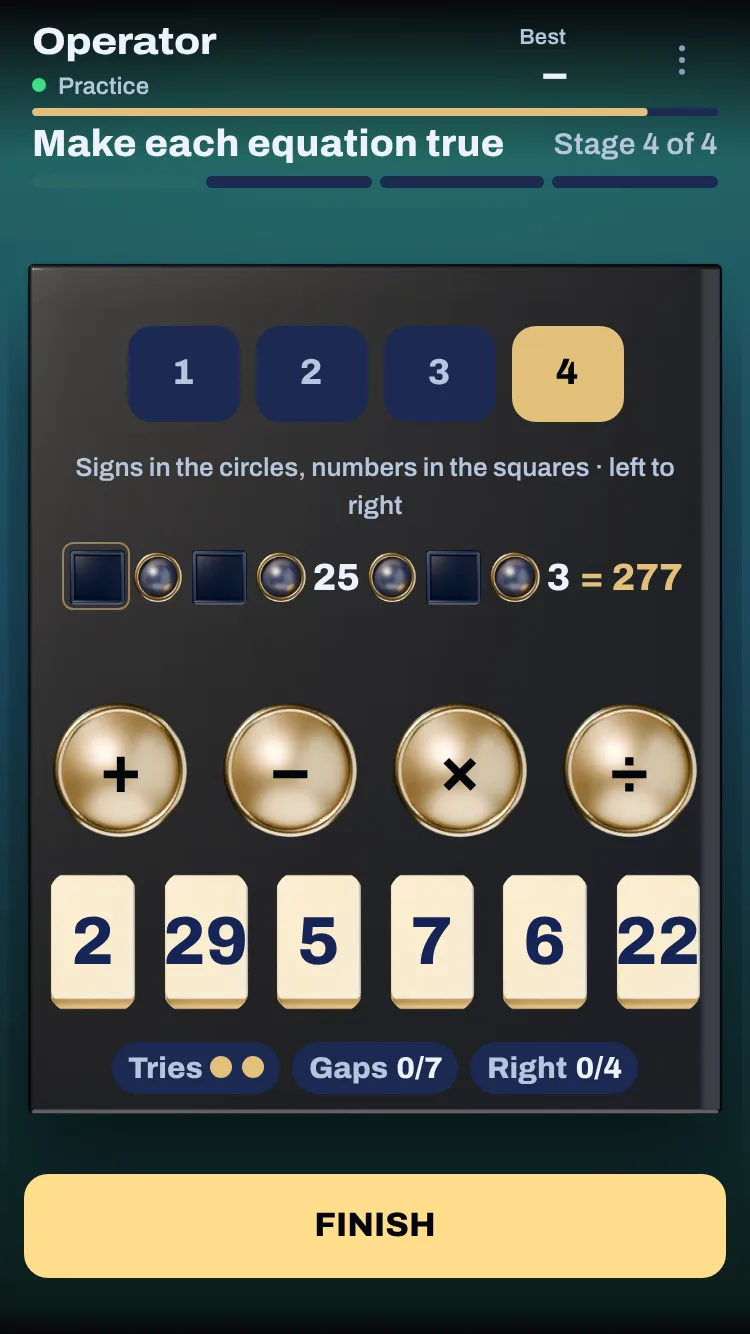 Operator
Best
Practice
–
Make each equation true
Stage 4 of 4
1 2 3 4
Signs in the circles, numbers in the squares · left to
right
25 3 = 277
+ − × ÷
2 29 5 7 6 22
Tries Gaps 0/7 Right 0/4
FINISH